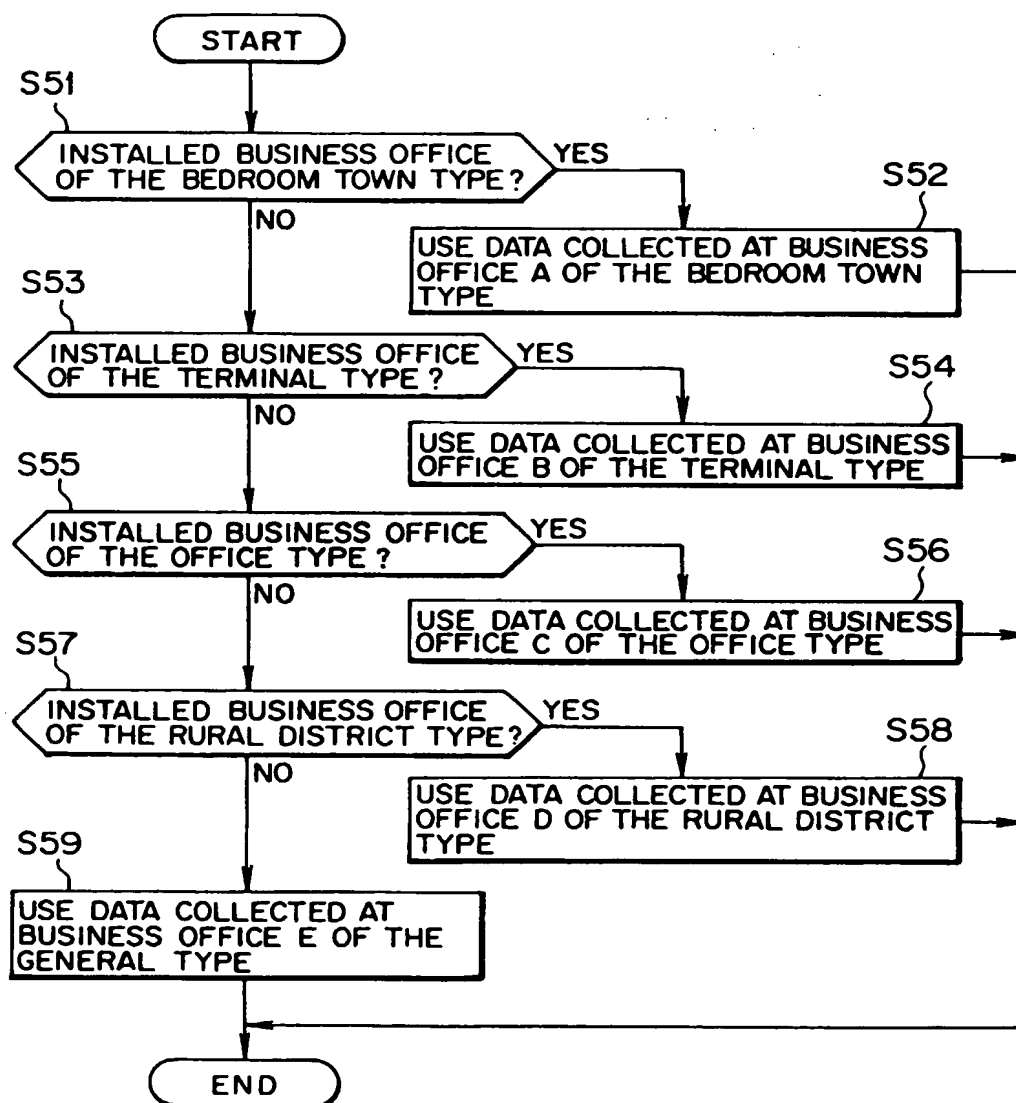 START
S51
INSTALLED BUSINESS OFFICE
OF THE BEDROOM TOWN TYPE?
YES
NO
S52
USE DATA COLLECTED AT BUSINESS
OFFICE A OF THE BEDROOM TOWN
TYPE
S53
INSTALLED BUSINESS OFFICE
OF THE TERMINAL TYPE?
YES
NO
S54
USE DATA COLLECTED AT BUSINESS
OFFICE B OF THE TERMINAL TYPE
S55
INSTALLED BUSINESS OFFICE
OF THE OFFICE TYPE?
YES
NO
S56
USE DATA COLLECTED AT BUSINESS
OFFICE C OF THE OFFICE TYPE
S57
INSTALLED BUSINESS OFFICE
OF THE RURAL DISTRICT TYPE?
YES
NO
S58
USE DATA COLLECTED AT BUSINESS
OFFICE D OF THE RURAL DISTRICT
TYPE
S59
USE DATA COLLECTED AT
BUSINESS OFFICE E OF THE
GENERAL TYPE
END